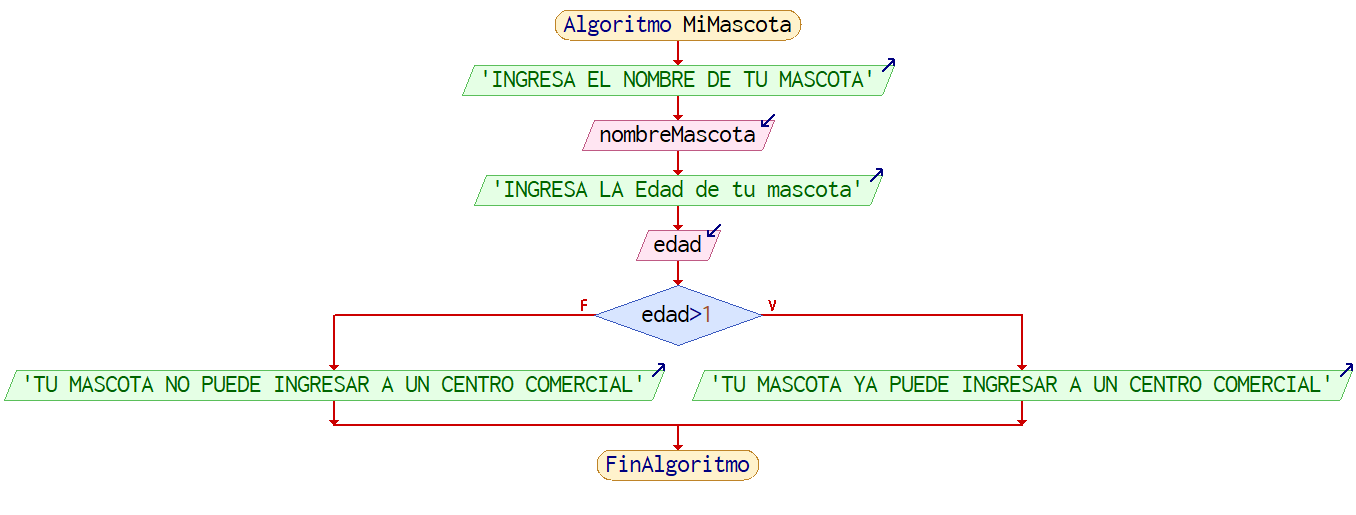 Algoritmo MiMascota
'INGRESA EL NOMBRE DE TU MASCOTA'
nombreMascota
'INGRESA LA Edad de tu mascota'
edad
F
V
edad>1
'TU MASCOTA NO PUEDE INGRESAR A UN CENTRO COMERCIAL'
'TU MASCOTA YA PUEDE INGRESAR A UN CENTRO COMERCIAL'
FinAlgoritmo